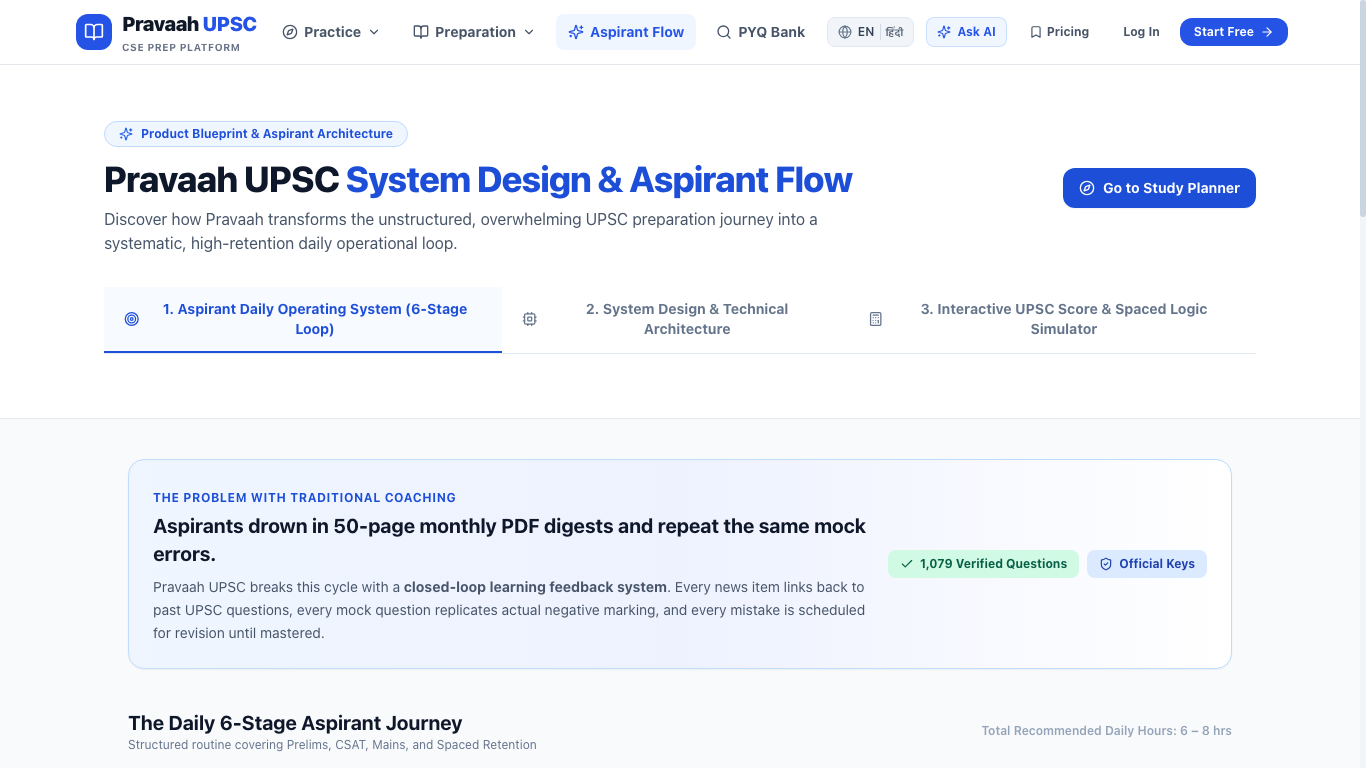 Pravaah UPSC
CSE PREP PLATFORM
Practice
Preparation
Aspirant Flow
PYQ Bank
EN हिंदी
Ask AI
Pricing
Log In
Start Free
Product Blueprint & Aspirant Architecture
Pravaah UPSC System Design & Aspirant Flow
Discover how Pravaah transforms the unstructured, overwhelming UPSC preparation journey into a
systematic, high-retention daily operational loop.
Go to Study Planner
1. Aspirant Daily Operating System (6-Stage
Loop)
2. System Design & Technical
Architecture
3. Interactive UPSC Score & Spaced Logic
Simulator
THE PROBLEM WITH TRADITIONAL COACHING
Aspirants drown in 50-page monthly PDF digests and repeat the same mock
errors.
Pravaah UPSC breaks this cycle with a closed-loop learning feedback system. Every news item links back to
past UPSC questions, every mock question replicates actual negative marking, and every mistake is scheduled
for revision until mastered.
1,079 Verified Questions
Official Keys
The Daily 6-Stage Aspirant Journey
Structured routine covering Prelims, CSAT, Mains, and Spaced Retention
Total Recommended Daily Hours: 6 – 8 hrs